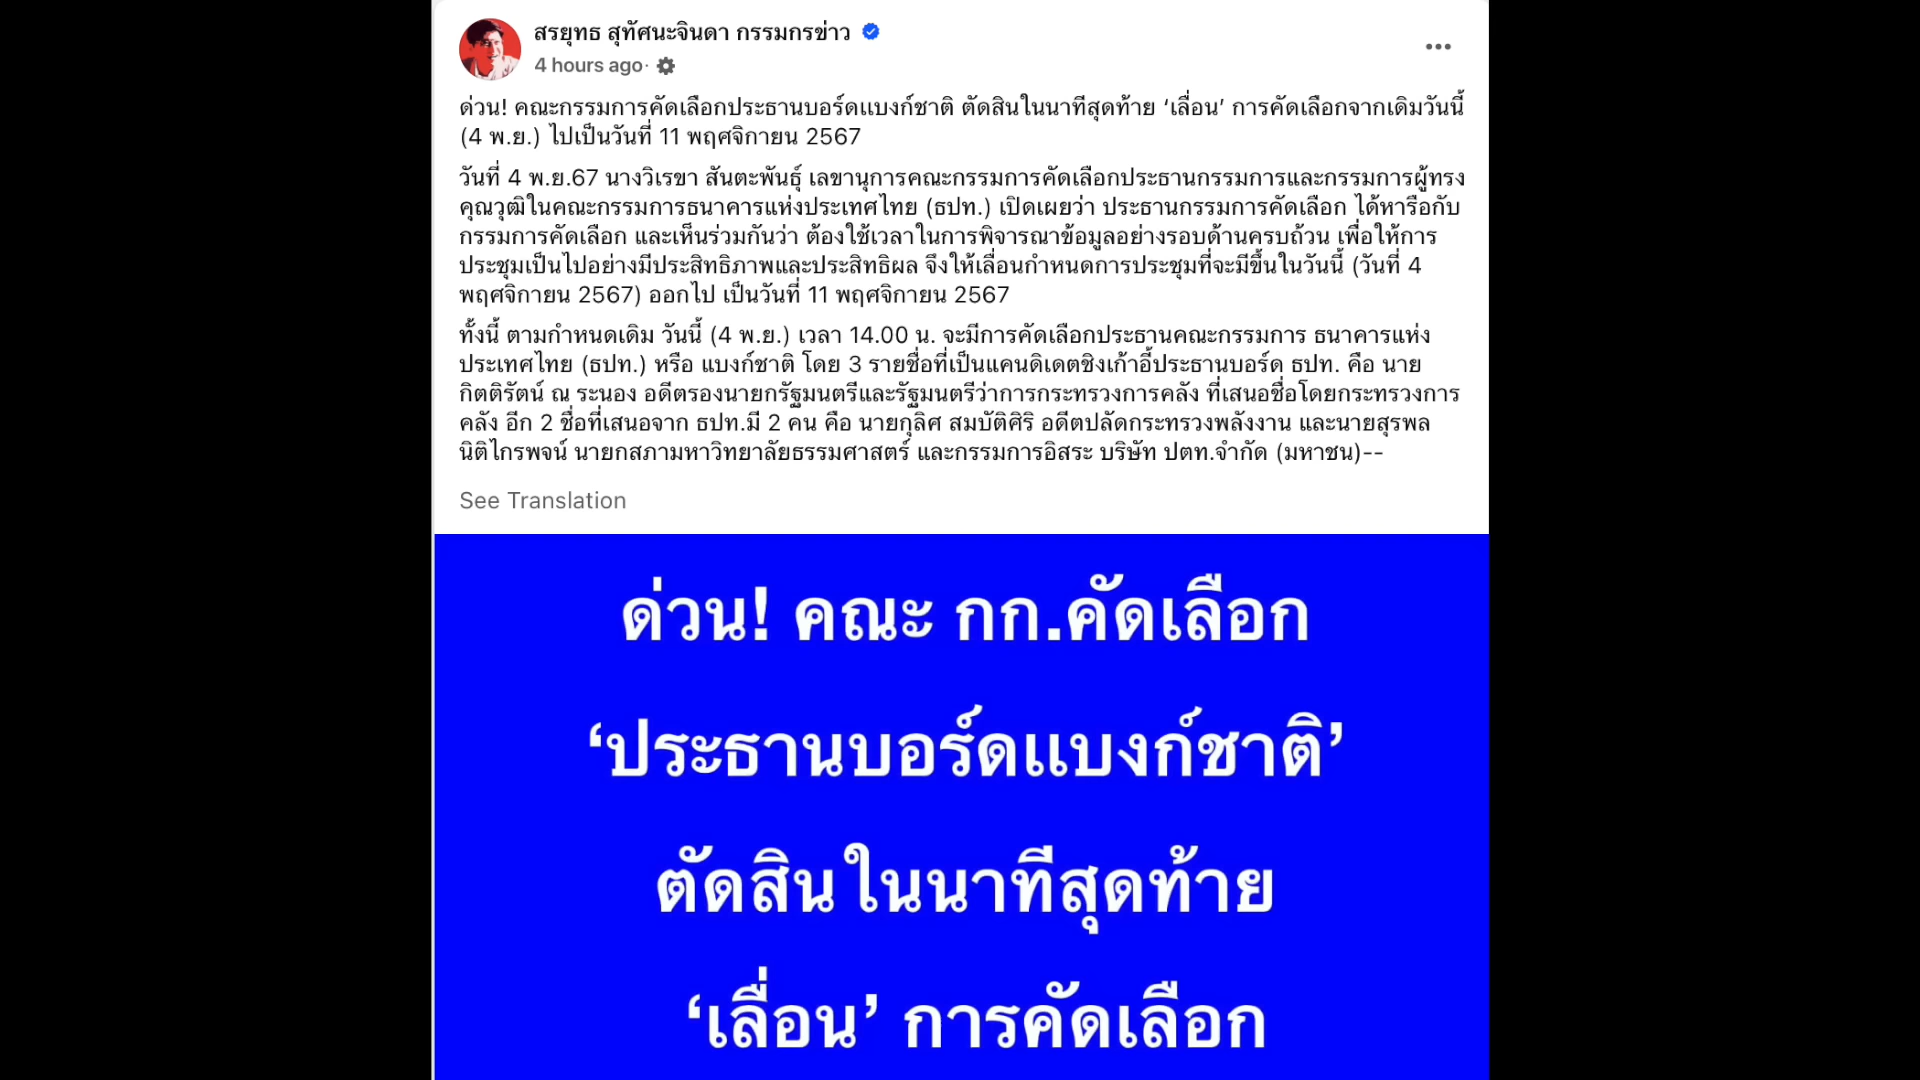 สรยุทธ สุทัศนะจินดา กรรมกรข่าว
4 hours ago·
ด่วน! คณะกรรมการคัดเลือกประธานบอร์ดแบงก์ชาติ ตัดสินในนาทีสุดท้าย ‘เลื่อน’ การคัดเลือกจากเดิมวันนี้
(4 พ.ย.) ไปเป็นวันที่ 11 พฤศจิกายน 2567
วันที่ 4 พ.ย.67 นางวิเรขา สันตะพันธุ์ เลขานุการคณะกรรมการคัดเลือกประธานกรรมการและกรรมการผู้ทรง
คุณวุฒิในคณะกรรมการธนาคารแห่งประเทศไทย (ธปท.) เปิดเผยว่า ประธานกรรมการคัดเลือก ได้หารือกับ
กรรมการคัดเลือก และเห็นร่วมกันว่า ต้องใช้เวลาในการพิจารณาข้อมูลอย่างรอบด้านครบถ้วน เพื่อให้การ
ประชุมเป็นไปอย่างมีประสิทธิภาพและประสิทธิผล จึงให้เลื่อนกำหนดการประชุมที่จะมีขึ้นในวันนี้ (วันที่ 4
พฤศจิกายน 2567) ออกไป เป็นวันที่ 11 พฤศจิกายน 2567
ทั้งนี้ ตามกำหนดเดิม วันนี้ (4 พ.ย.) เวลา 14.00 น. จะมีการคัดเลือกประธานคณะกรรมการ ธนาคารแห่ง
ประเทศไทย (ธปท.) หรือ แบงก์ชาติ โดย 3 รายชื่อที่เป็นแคนดิเดตชิงเก้าอี้ประธานบอร์ด ธปท. คือ นาย
กิตติรัตน์ ณ ระนอง อดีตรองนายกรัฐมนตรีและรัฐมนตรีว่าการกระทรวงการคลัง ที่เสนอชื่อโดยกระทรวงการ
คลัง อีก 2 ชื่อที่เสนอจาก ธปท.มี 2 คน คือ นายกุลิศ สมบัติศิริ อดีตปลัดกระทรวงพลังงาน และนายสุรพล
นิติไกรพจน์ นายกสภามหาวิทยาลัยธรรมศาสตร์ และกรรมการอิสระ บริษัท ปตท.จำกัด (มหาชน)--
See Translation
ด่วน! คณะ กก.คัดเลือก
‘ประธานบอร์ดแบงก์ชาติ’
ตัดสินในนาทีสุดท้าย
‘เลื่อน’ การคัดเลือก